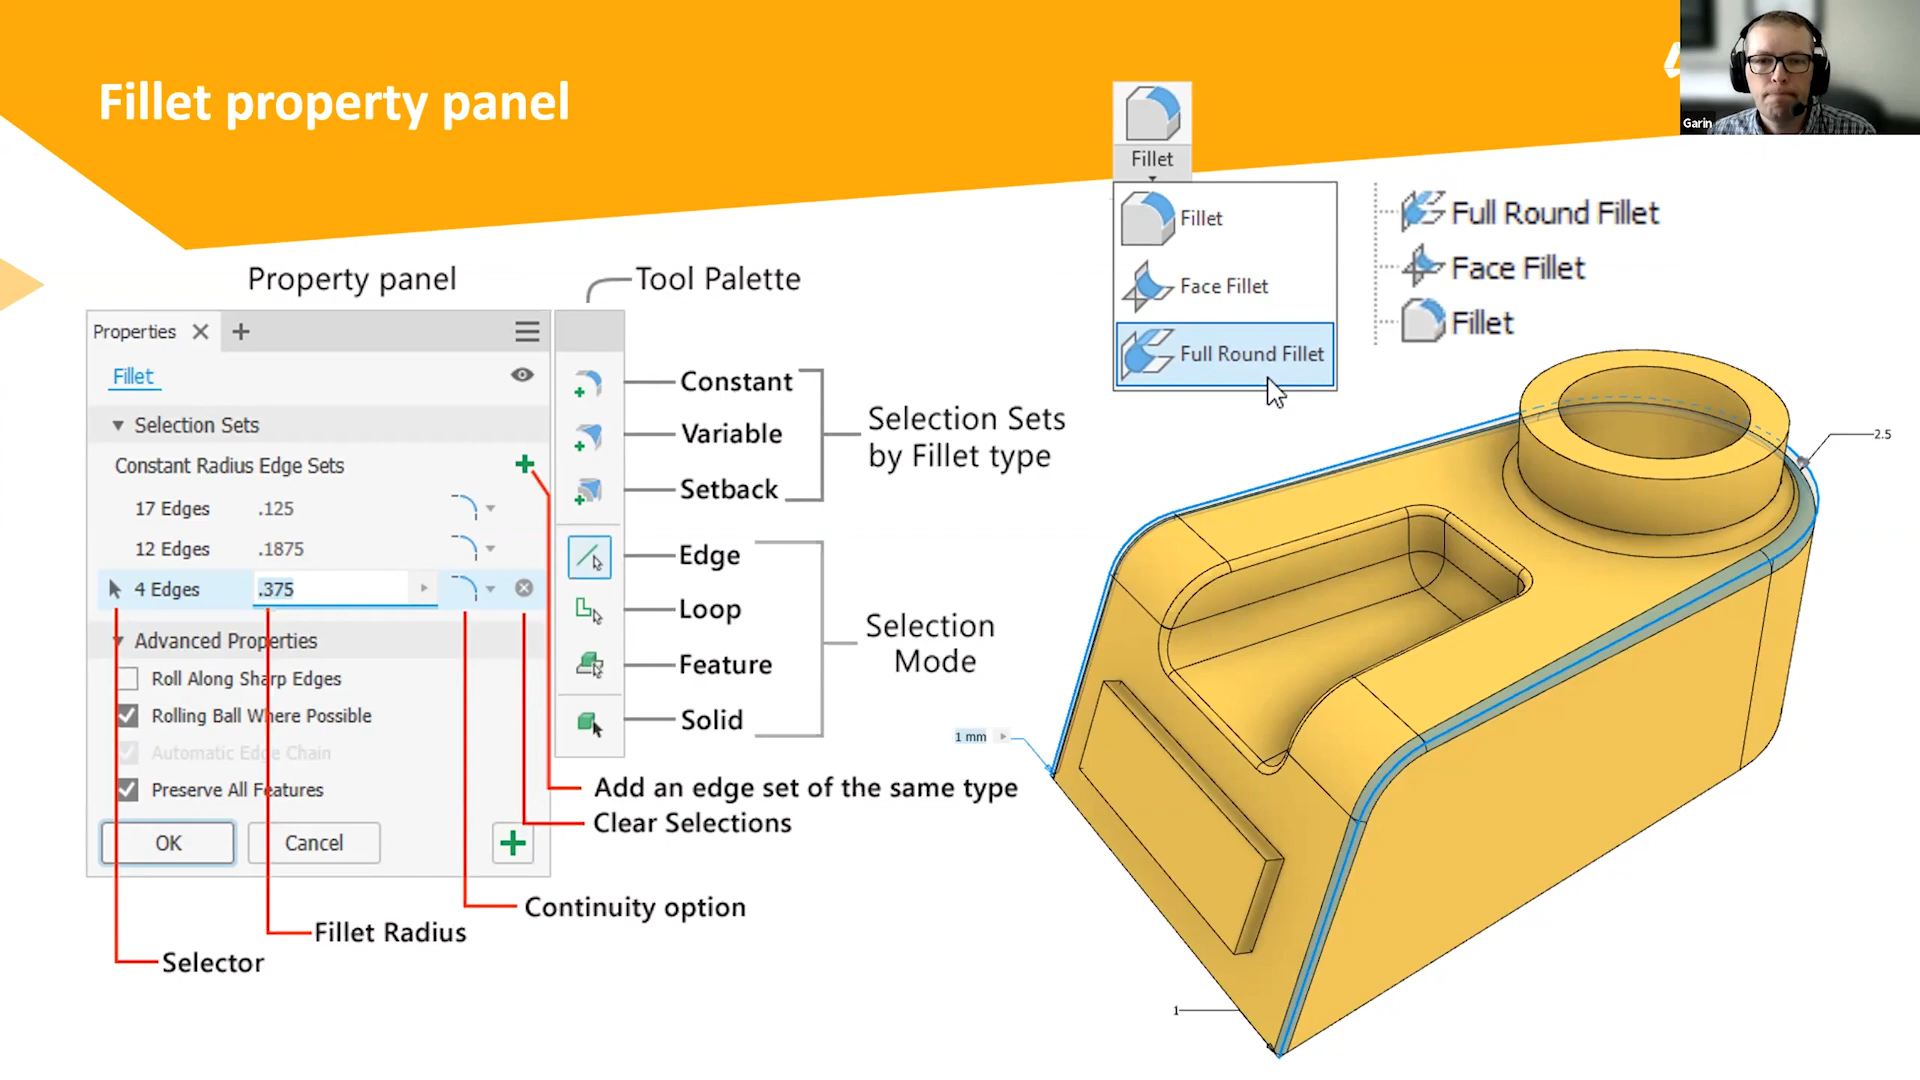 Fillet property panel
Garin
Fillet
Fillet
Face Fillet
Full Round Fillet
Full Round Fillet
Face Fillet
Fillet
Property panel
Tool Palette
Properties
Fillet
Selection Sets
Constant Radius Edge Sets
17 Edges .125
12 Edges .1875
4 Edges .375
Advanced Properties
Roll Along Sharp Edges
Rolling Ball Where Possible
Automatic Edge Chain
Preserve All Features
OK Cancel
Constant
Variable
Setback
Selection Sets
by Fillet type
Edge
Loop
Feature
Solid
Selection
Mode
Add an edge set of the same type
Clear Selections
Continuity option
Fillet Radius
Selector
2.5
1 mm
1